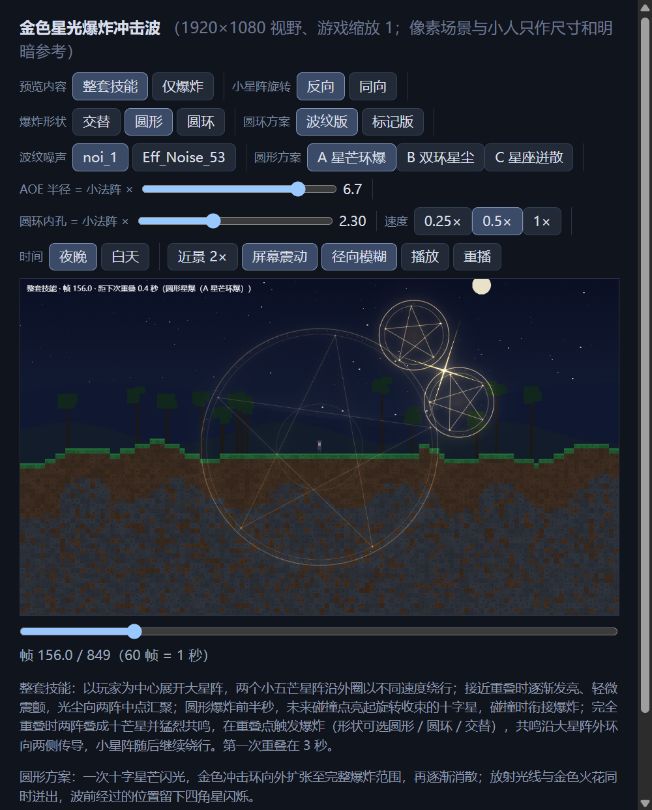 金色星光爆炸冲击波 （1920×1080 视野、游戏缩放 1；像素场景与小人只作尺寸和明
暗参考）
预览内容 整套技能 仅爆炸 小星阵旋转 反向 同向
爆炸形状 交替 圆形 圆环 圆环方案 波纹版 标记版
波纹噪声 noi_1 Eff_Noise_53 圆形方案 A 星芒环爆 B 双环星尘 C 星座迸散
AOE 半径 = 小法阵 × 6.7
圆环内孔 = 小法阵 × 2.30 速度 0.25× 0.5× 1×
时间 夜晚 白天 近景 2× 屏幕震动 径向模糊 播放 重播
整套技能 · 帧 156.0 · 距下次重叠 0.4 秒（圆形星爆（A 星芒环爆））
帧 156.0 / 849（60 帧 = 1 秒）
整套技能：以玩家为中心展开大星阵，两个小五芒星阵沿外圈以不同速度绕行；接近重叠时逐渐发亮、轻微
震颤，光尘向两阵中点汇聚；圆形爆炸前半秒，未来碰撞点亮起旋转收束的十字星，碰撞时衔接爆炸；完全
重叠时两阵叠成十芒星并猛烈共鸣，在重叠点触发爆炸（形状可选圆形 / 圆环 / 交替），共鸣沿大星阵外环
向两侧传导，小星阵随后继续绕行。第一次重叠在 3 秒。
圆形方案：一次十字星芒闪光，金色冲击环向外扩张至完整爆炸范围，再逐渐消散；放射光线与金色火花同
时迸出，波前经过的位置留下四角星闪烁。